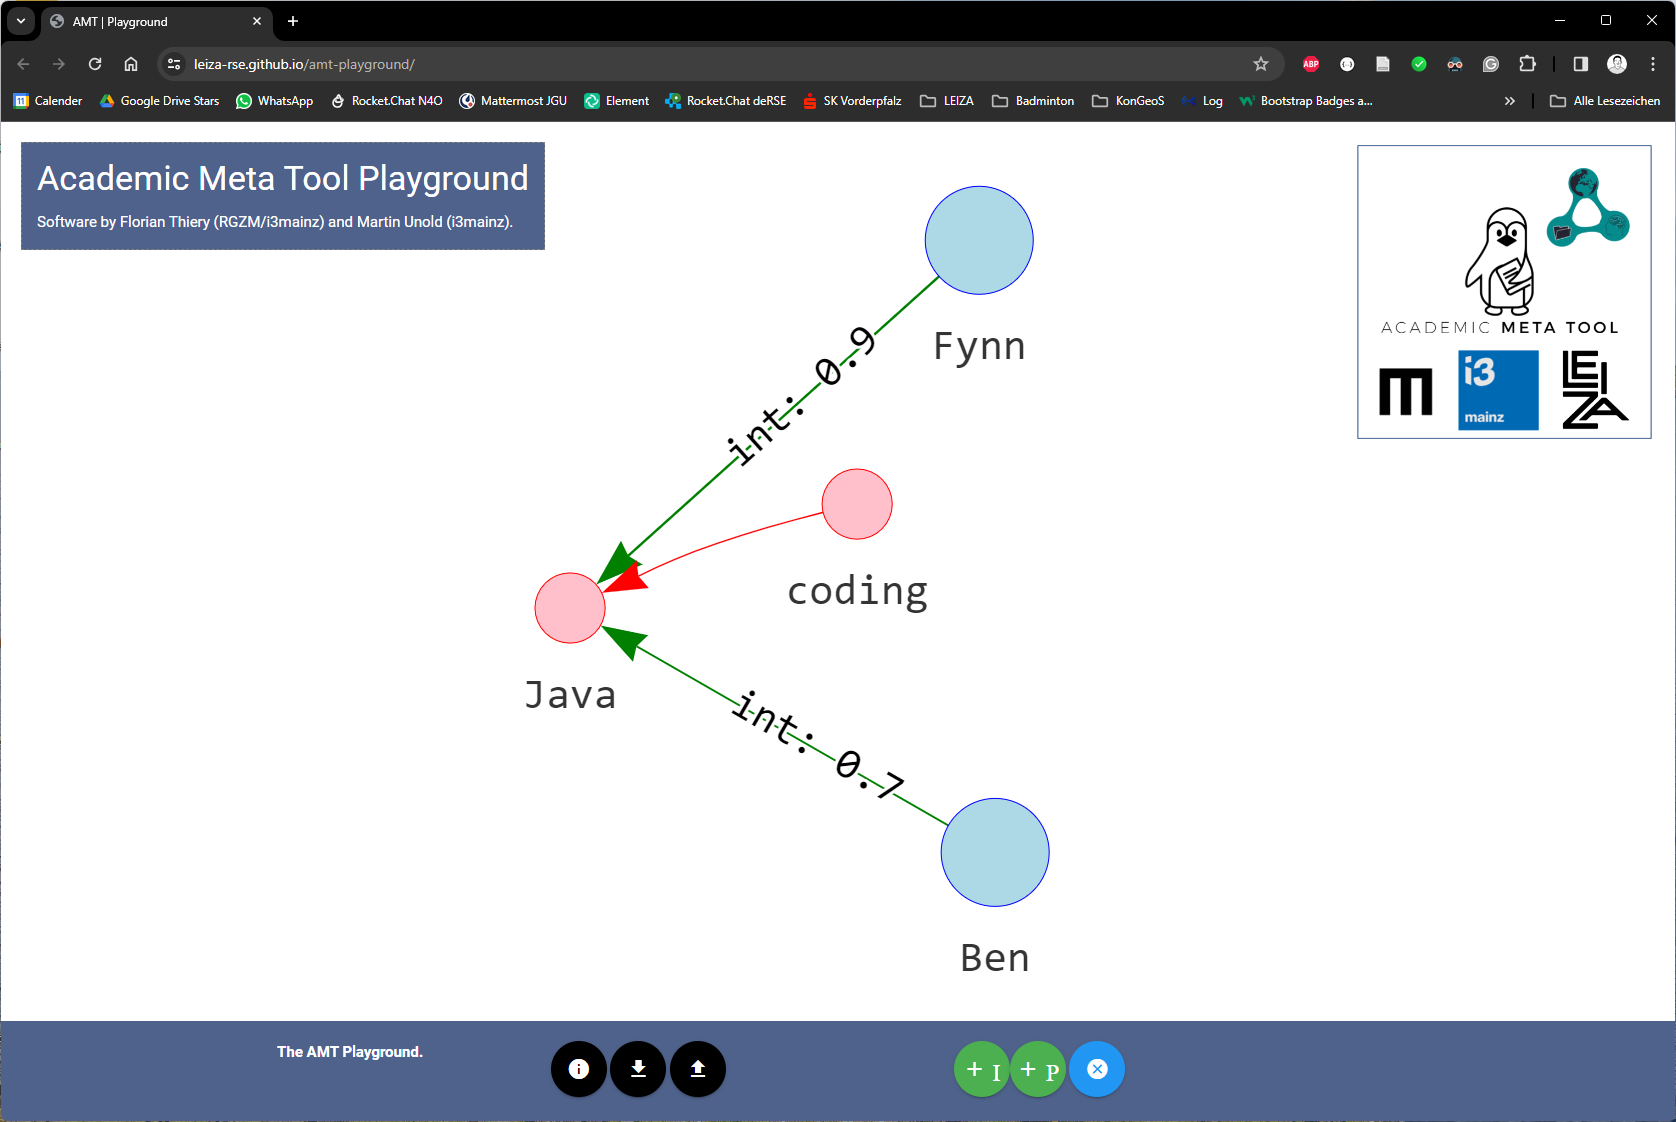 AMT | Playground
leiza-rse.github.io/amt-playground/
ABP
Calender
Google Drive Stars
WhatsApp
Rocket.Chat N4O
Mattermost JGU
Element
Rocket.Chat deRSE
SK Vorderpfalz
LEIZA
Badminton
KonGeoS
Log
Bootstrap Badges a...
Alle Lesezeichen
Academic Meta Tool Playground
Software by Florian Thiery (RGZM/i3mainz) and Martin Unold (i3mainz).
ACADEMIC META TOOL
m
i3
mainz
LEIZA
Fynn
int: 0.9
coding
Java
int: 0.7
Ben
The AMT Playground.
+ I
+ P